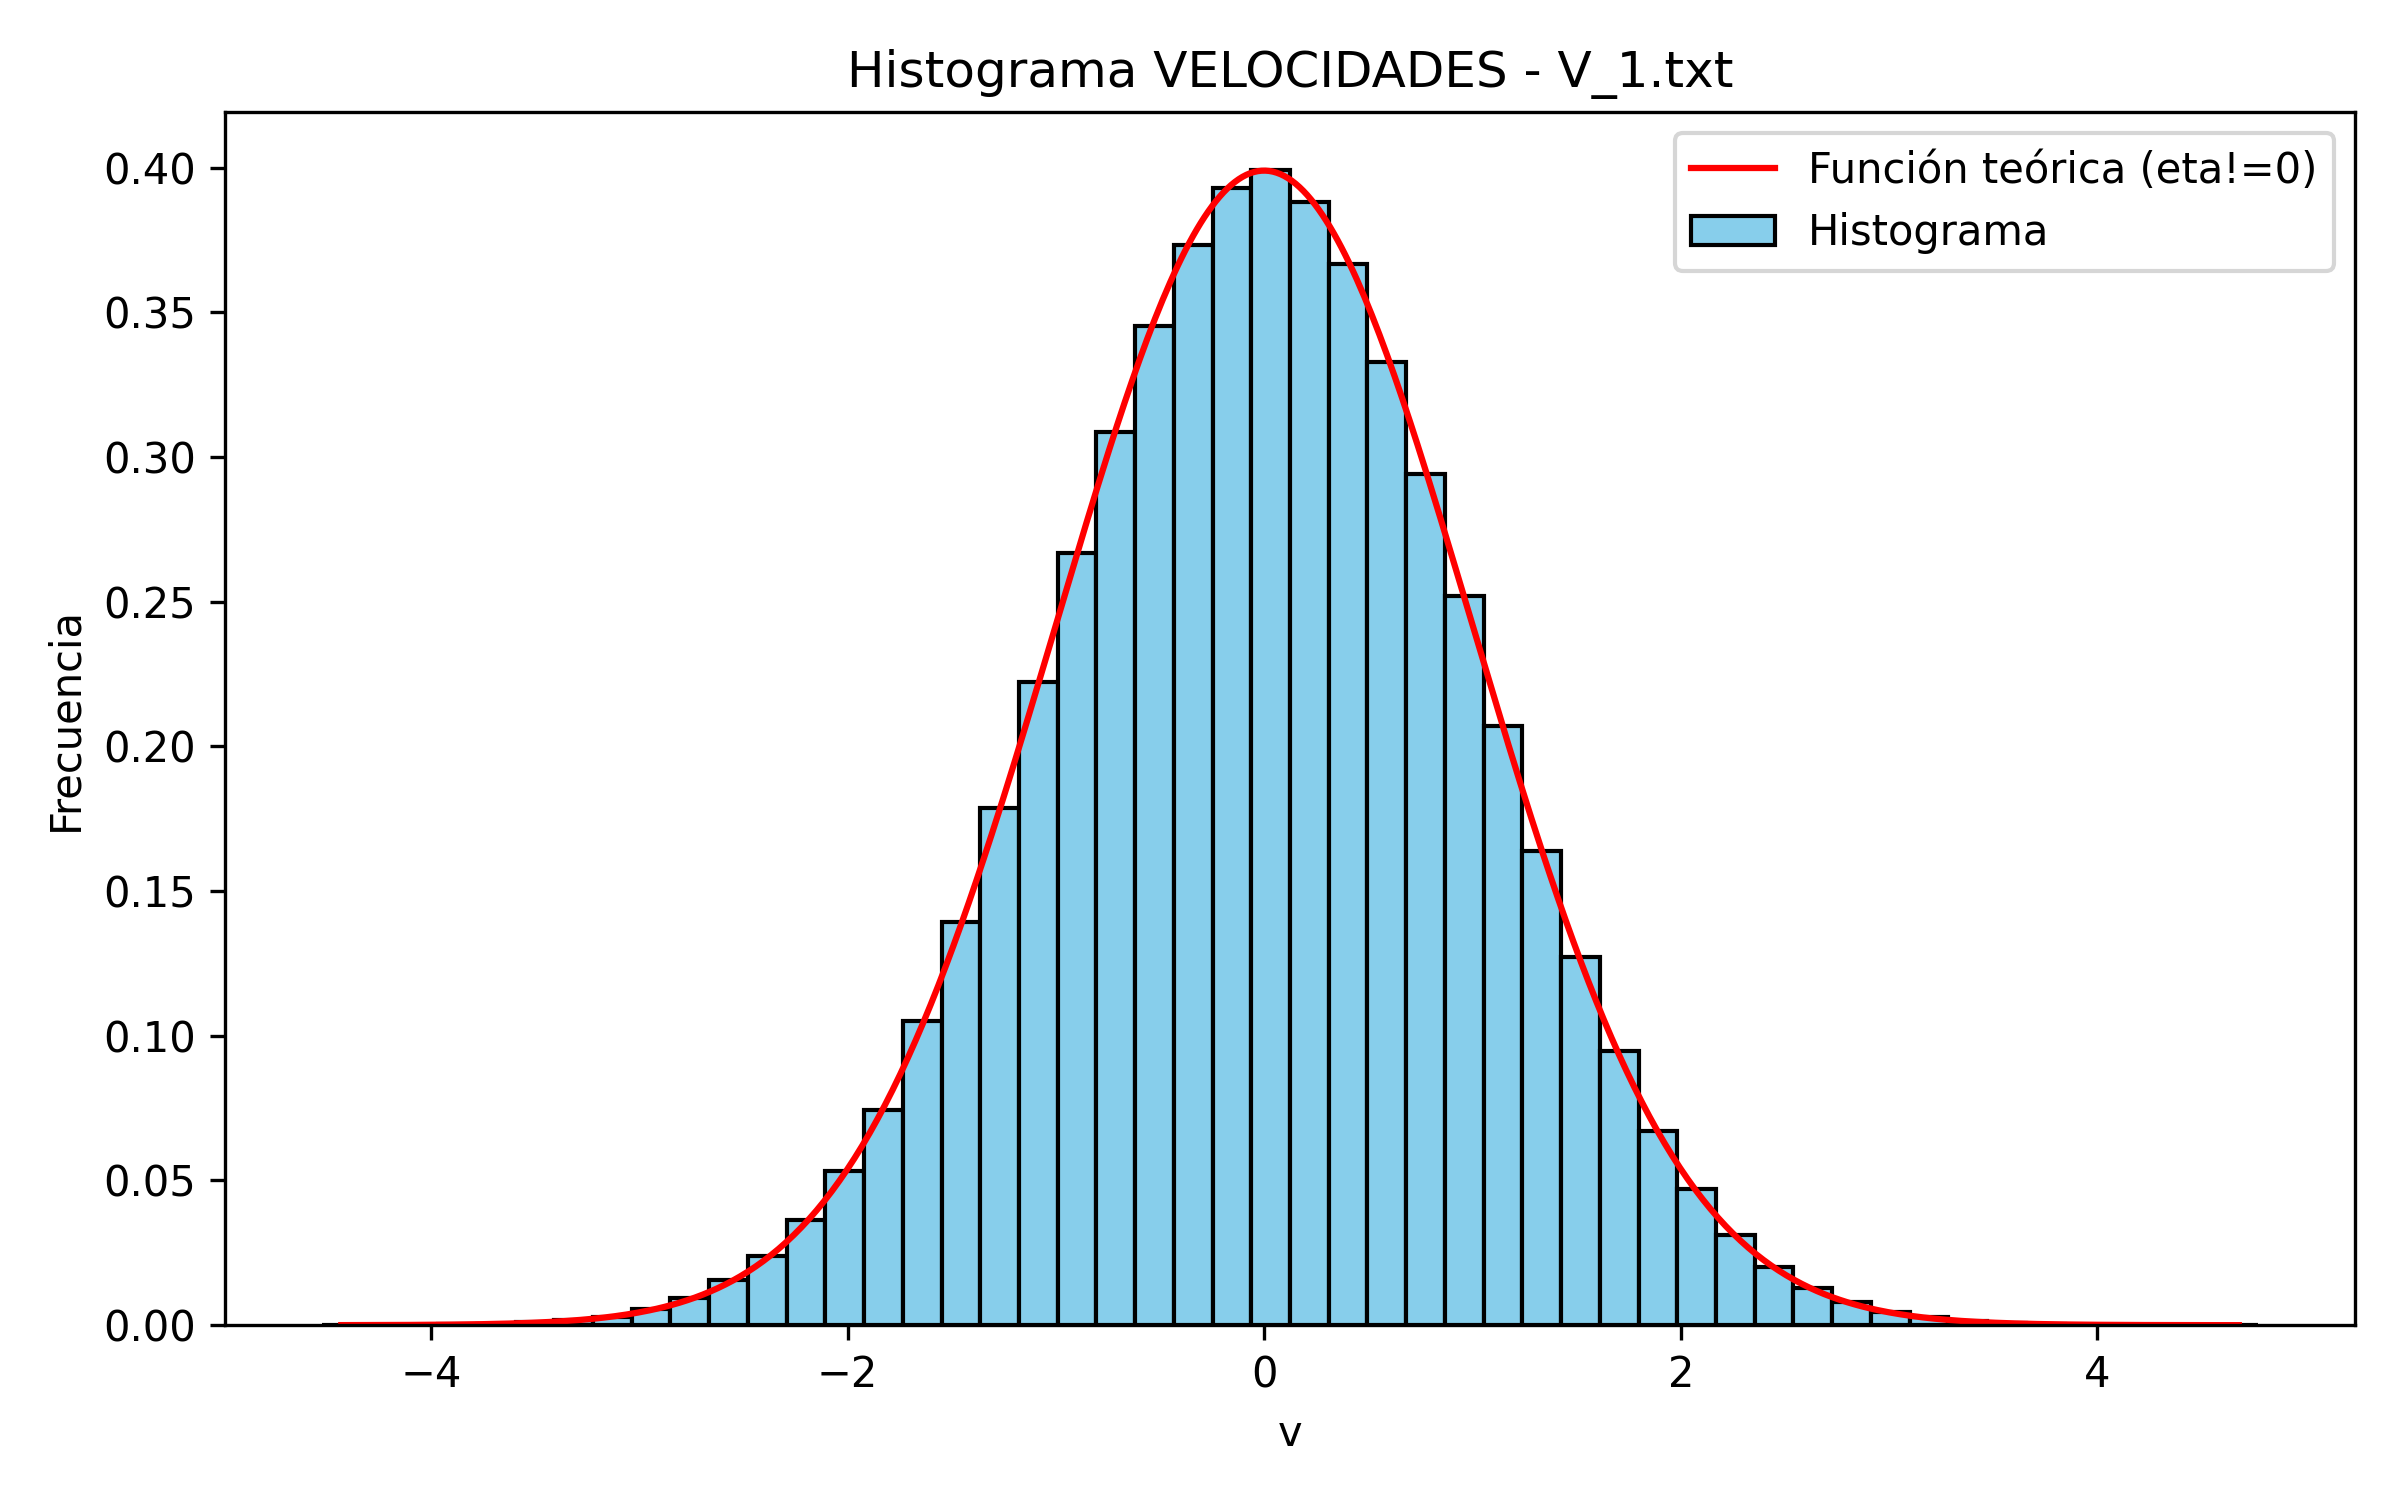 Histograma VELOCIDADES - V_1.txt
Función teórica (eta!=0)
Histograma
0.40
0.35
0.30
0.25
0.20
0.15
0.10
0.05
0.00
Frecuencia
−4 −2 0 2 4
v